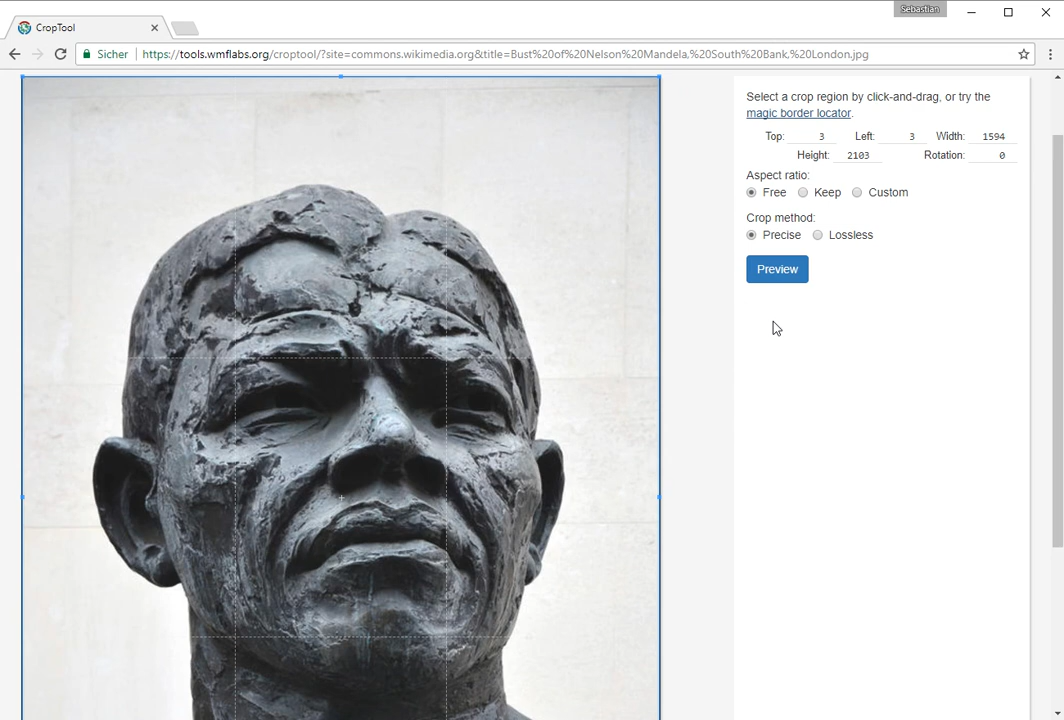 Sebastian
CropTool
Sicher https://tools.wmflabs.org/croptool/?site=commons.wikimedia.org&title=Bust%20of%20Nelson%20Mandela,%20South%20Bank,%20London.jpg
Select a crop region by click-and-drag, or try the
magic border locator.
Top: 3 Left: 3 Width: 1594
Height: 2103 Rotation: 0
Aspect ratio:
Free Keep Custom
Crop method:
Precise Lossless
Preview